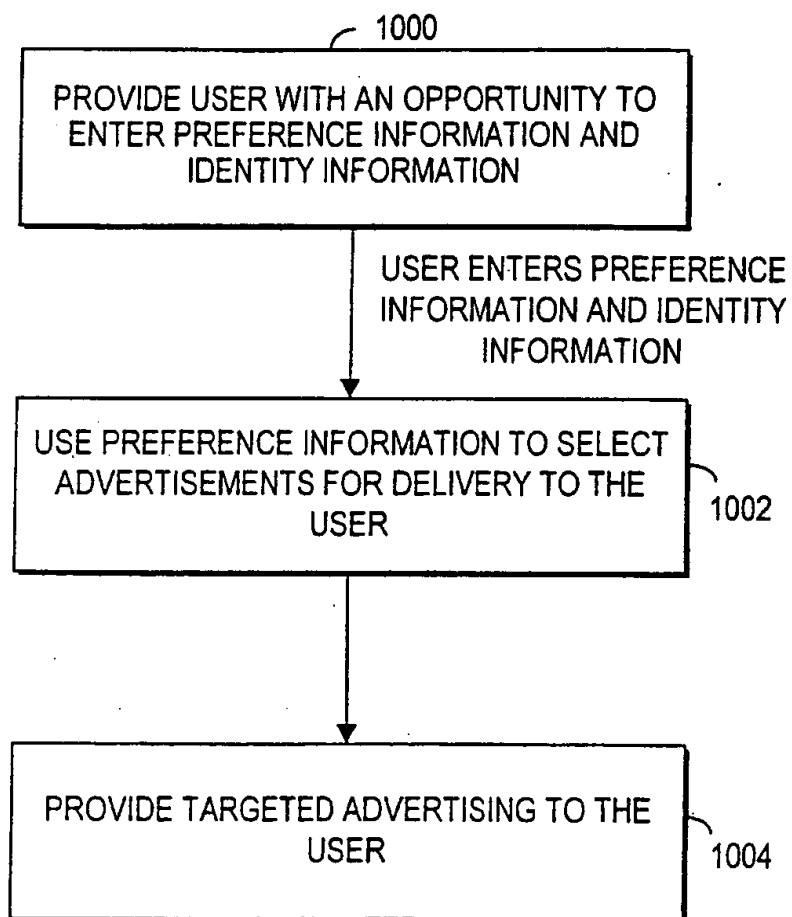 1000
PROVIDE USER WITH AN OPPORTUNITY TO
ENTER PREFERENCE INFORMATION AND
IDENTITY INFORMATION
USER ENTERS PREFERENCE
INFORMATION AND IDENTITY
INFORMATION
USE PREFERENCE INFORMATION TO SELECT
ADVERTISEMENTS FOR DELIVERY TO THE
USER
1002
PROVIDE TARGETED ADVERTISING TO THE
USER
1004